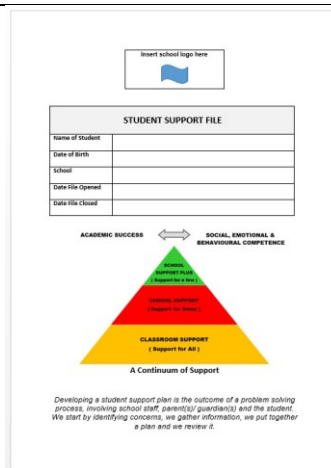 Insert school logo here
STUDENT SUPPORT FILE
Name of Student
Date of Birth
School
Date File Opened
Date File Closed
ACADEMIC SUCCESS
SOCIAL, EMOTIONAL &
BEHAVIOURAL COMPETENCE
SCHOOL
SUPPORT PLUS
( Support for a few )
SCHOOL SUPPORT
( Support for Some )
CLASSROOM SUPPORT
( Support for All )
A Continuum of Support
Developing a student support plan is the outcome of a problem solving
process, involving school staff, parent(s)/ guardian(s) and the student.
We start by identifying concerns, we gather information, we put together
a plan and we review it.